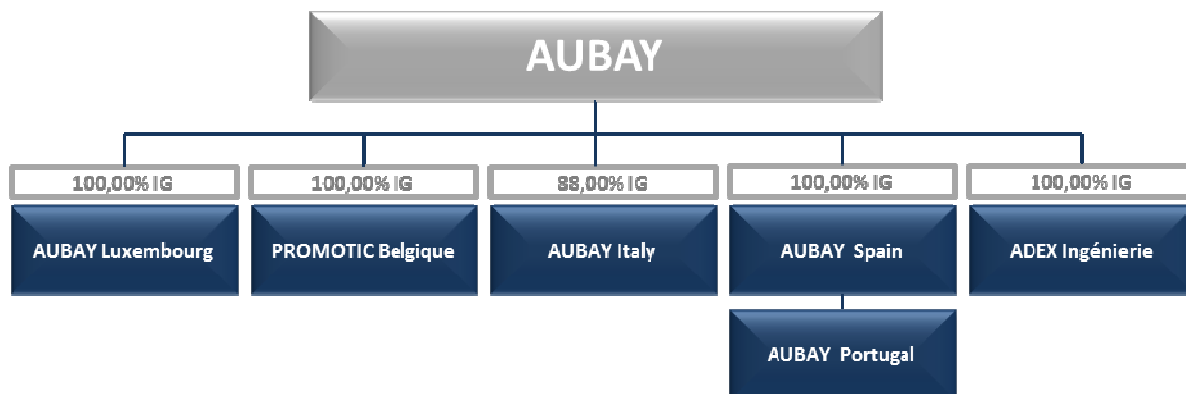 AUBAY
100,00% IG
100,00% IG
88,00% IG
100,00% IG
100,00% IG
AUBAY Luxembourg
PROMOTIC Belgique
AUBAY Italy
AUBAY Spain
ADEX Ingénierie
AUBAY Portugal